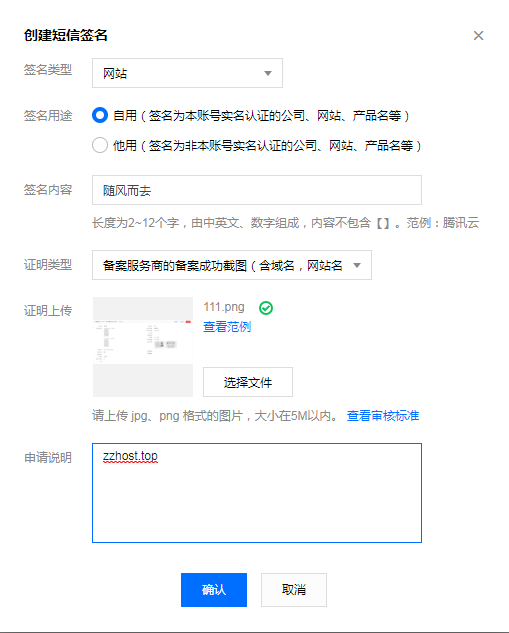 创建短信签名
签名类型
网站
签名用途
自用（签名为本账号实名认证的公司、网站、产品名等）
他用（签名为非本账号实名认证的公司、网站、产品名等）
签名内容
随风而去
长度为2~12个字，由中英文、数字组成，内容不包含【】。范例：腾讯云
证明类型
备案服务商的备案成功截图（含域名，网站名
证明上传
111.png
查看范例
选择文件
请上传 jpg、png 格式的图片，大小在5M以内。 查看审核标准
申请说明
zzhost.top
确认 取消